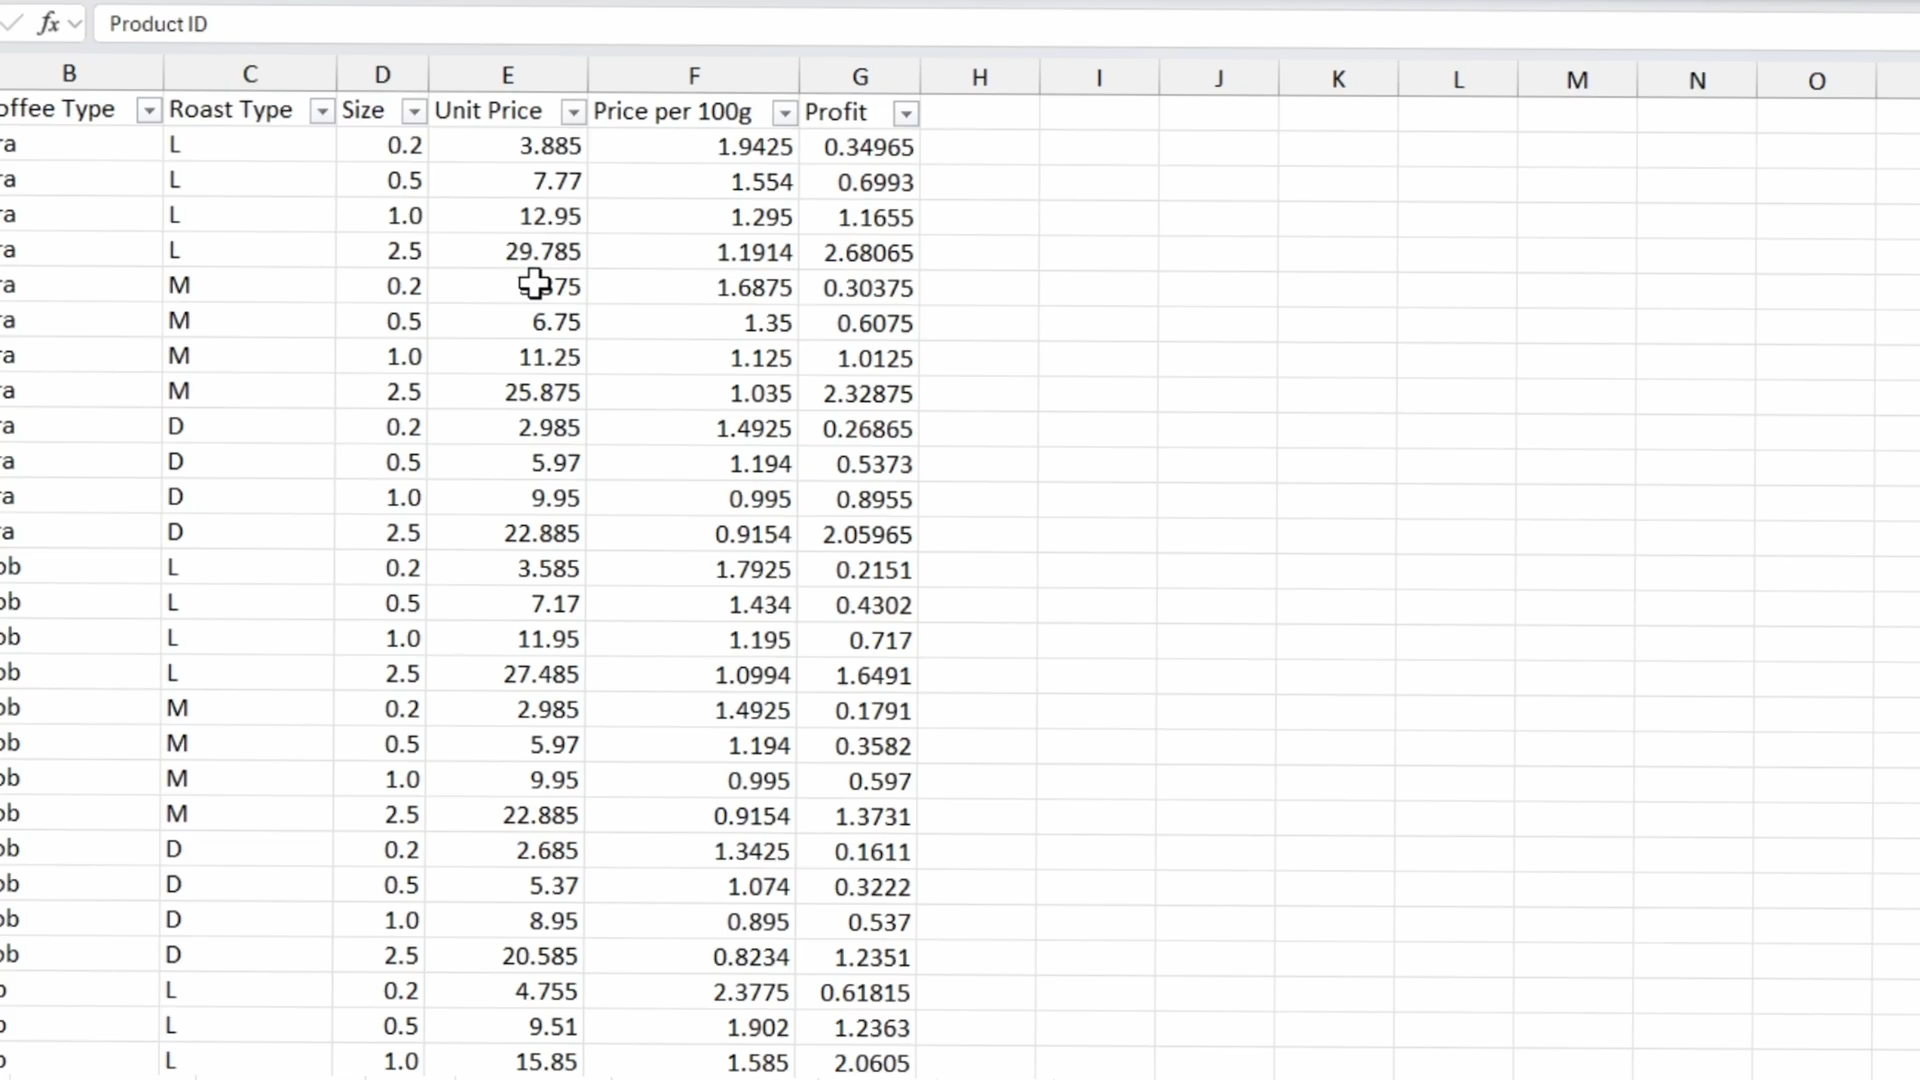 fx Product ID
B C D E F G H I J K L M N O
offee Type Roast Type Size Unit Price Price per 100g Profit
ra L 0.2 3.885 1.9425 0.34965
ra L 0.5 7.77 1.554 0.6993
ra L 1.0 12.95 1.295 1.1655
ra L 2.5 29.785 1.1914 2.68065
ra M 0.2 1.6875 0.30375
ra M 0.5 6.75 1.35 0.6075
ra M 1.0 11.25 1.125 1.0125
ra M 2.5 25.875 1.035 2.32875
ra D 0.2 2.985 1.4925 0.26865
ra D 0.5 5.97 1.194 0.5373
ra D 1.0 9.95 0.995 0.8955
ra D 2.5 22.885 0.9154 2.05965
ob L 0.2 3.585 1.7925 0.2151
ob L 0.5 7.17 1.434 0.4302
ob L 1.0 11.95 1.195 0.717
ob L 2.5 27.485 1.0994 1.6491
ob M 0.2 2.985 1.4925 0.1791
ob M 0.5 5.97 1.194 0.3582
ob M 1.0 9.95 0.995 0.597
ob M 2.5 22.885 0.9154 1.3731
ob D 0.2 2.685 1.3425 0.1611
ob D 0.5 5.37 1.074 0.3222
ob D 1.0 8.95 0.895 0.537
ob D 2.5 20.585 0.8234 1.2351
L 0.2 4.755 2.3775 0.61815
L 0.5 9.51 1.902 1.2363
L 1.0 15.85 1.585 2.0605